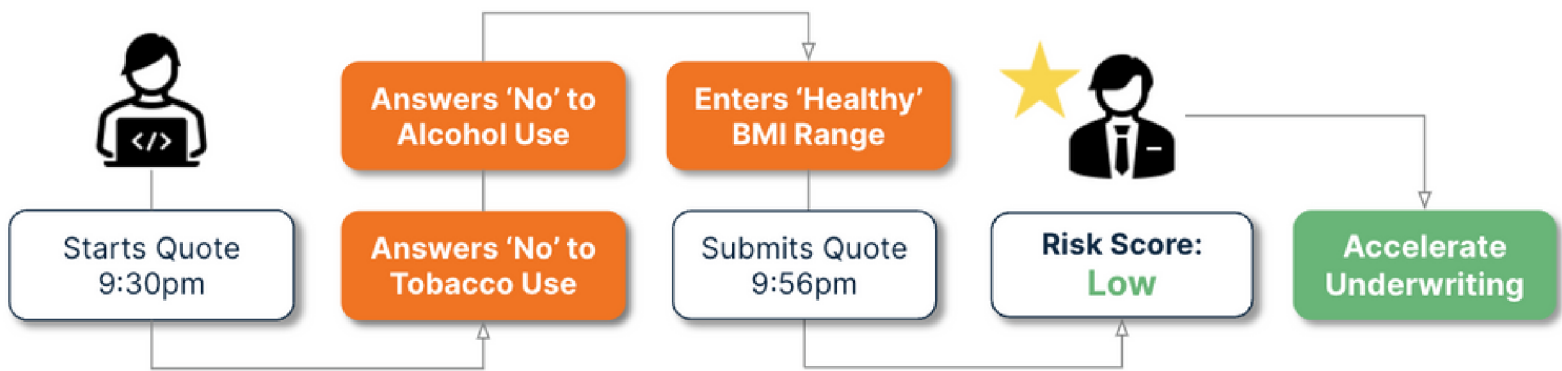 Starts Quote
9:30pm
Answers ‘No’ to
Tobacco Use
Answers ‘No’ to
Alcohol Use
Enters ‘Healthy’
BMI Range
Submits Quote
9:56pm
Risk Score:
Low
Accelerate
Underwriting